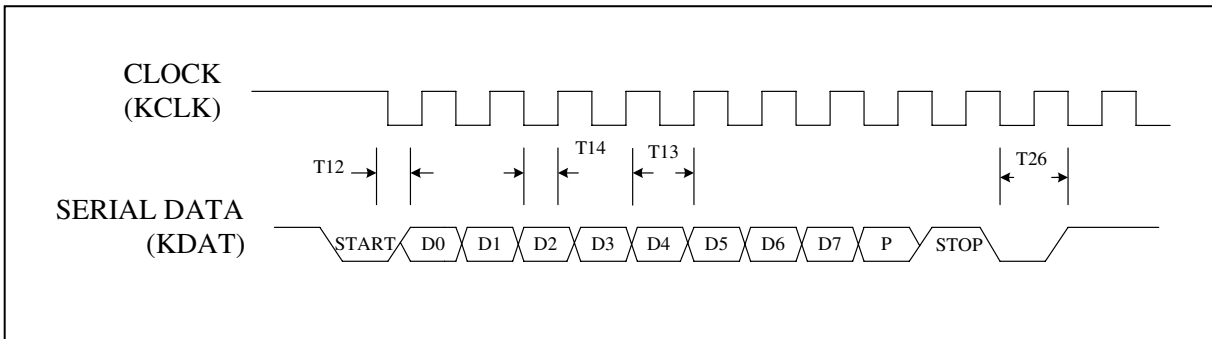 CLOCK
(KCLK)
T12
T14
T13
T26
SERIAL DATA
(KDAT)
START D0 D1 D2 D3 D4 D5 D6 D7 P STOP